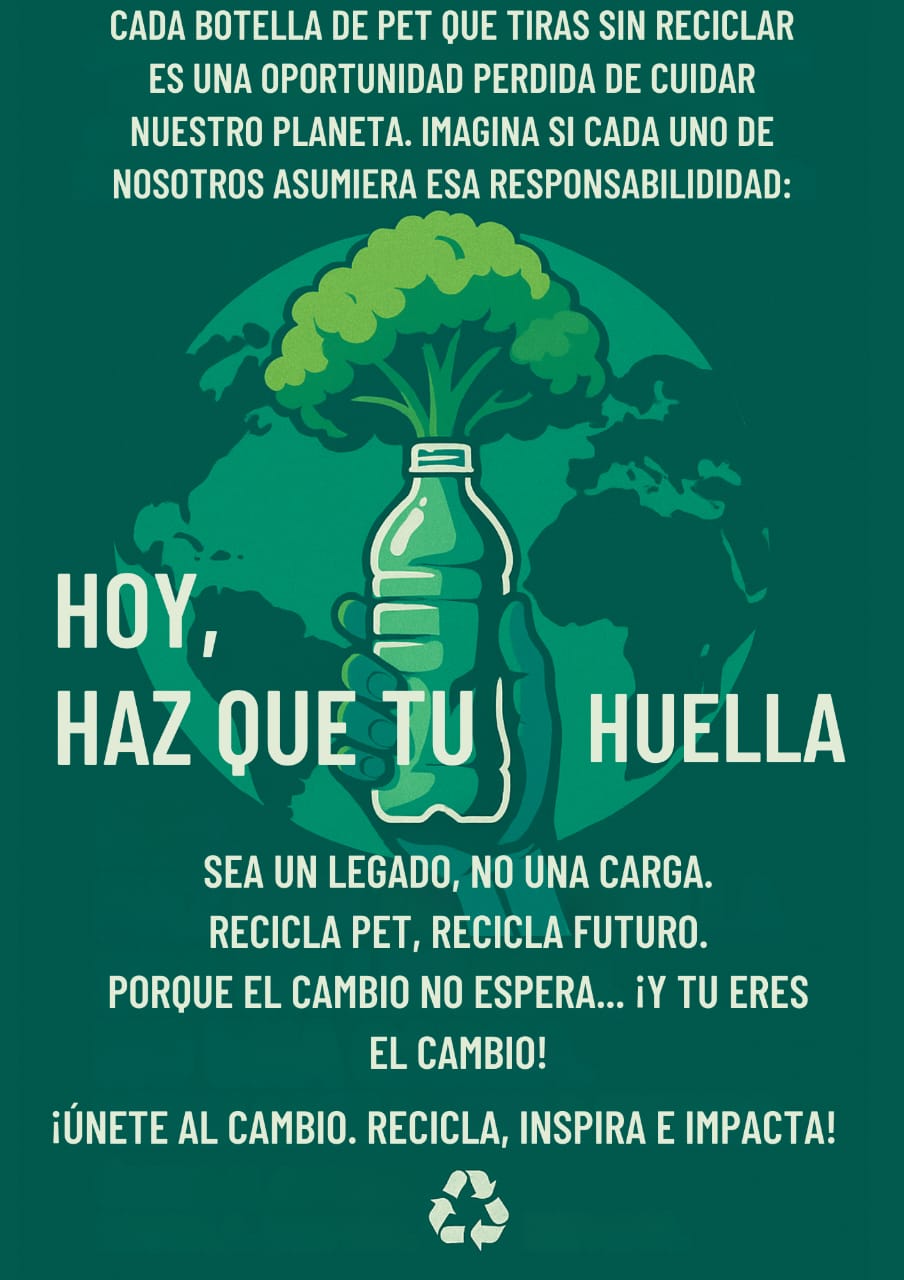 CADA BOTELLA DE PET QUE TIRAS SIN RECICLAR
ES UNA OPORTUNIDAD PERDIDA DE CUIDAR
NUESTRO PLANETA. IMAGINA SI CADA UNO DE
NOSOTROS ASUMIERA ESA RESPONSABILIDIDAD:
HOY,
HAZ QUE TU HUELLA
SEA UN LEGADO, NO UNA CARGA.
RECICLA PET, RECICLA FUTURO.
PORQUE EL CAMBIO NO ESPERA... ¡Y TU ERES
EL CAMBIO!
¡ÚNETE AL CAMBIO. RECICLA, INSPIRA E IMPACTA!